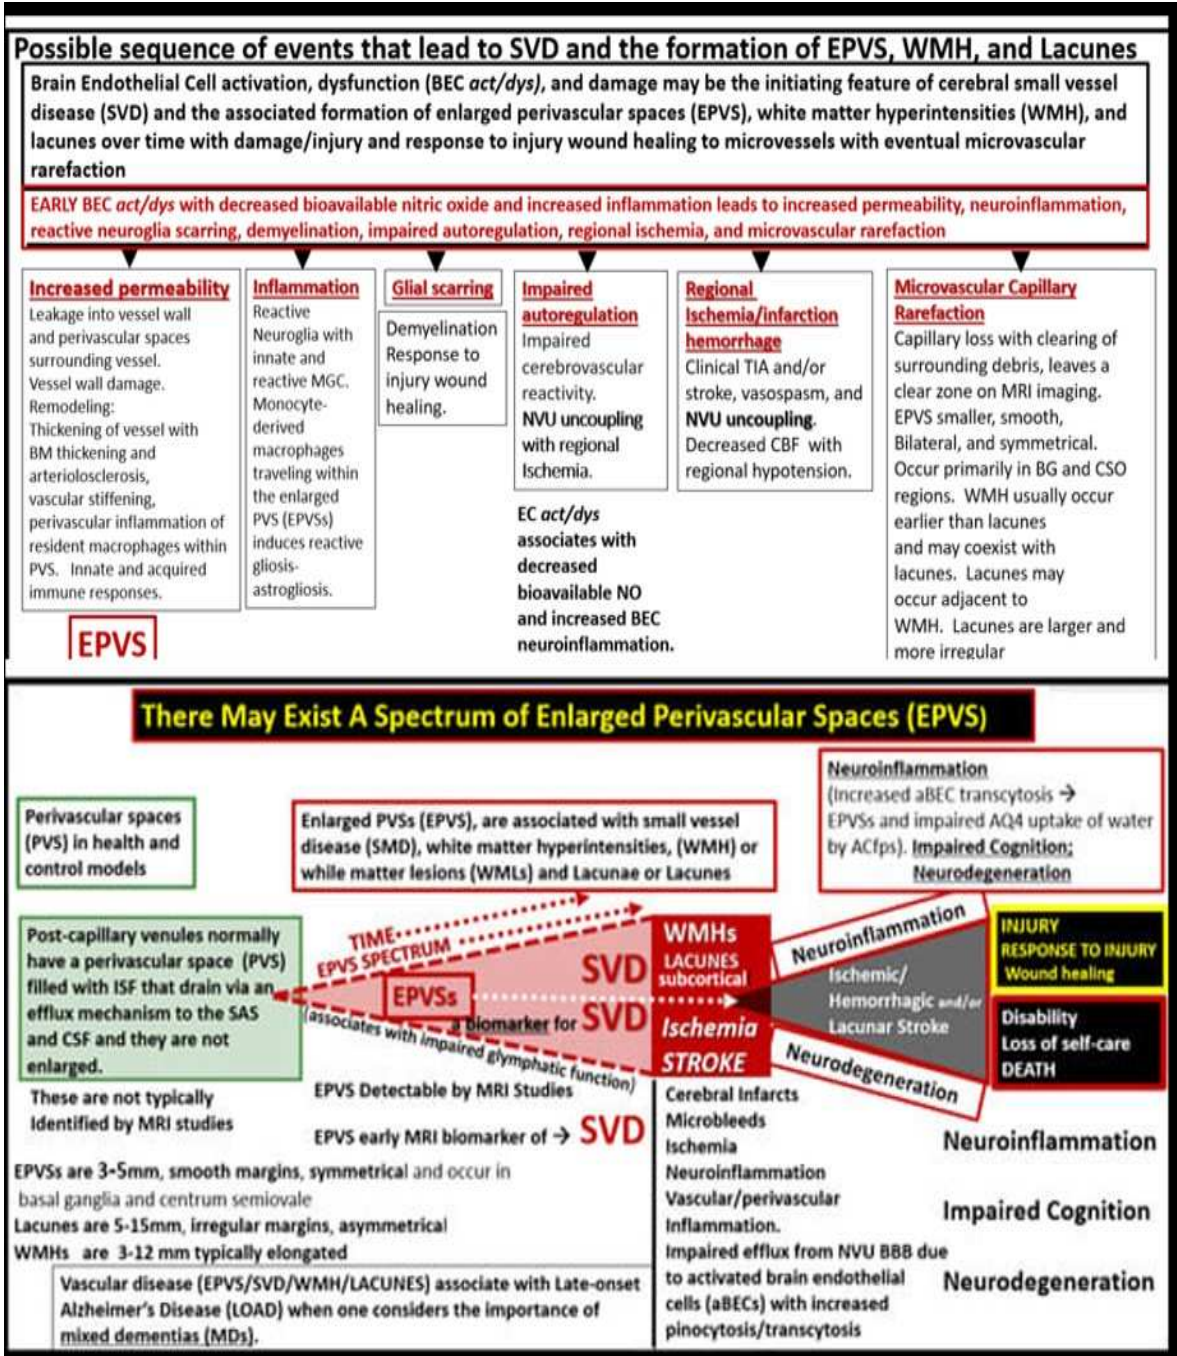 Possible sequence of events that lead to SVD and the formation of EPVS, WMH, and Lacunes
Brain Endothelial Cell activation, dysfunction (BEC act/dys), and damage may be the initiating feature of cerebral small vessel
disease (SVD) and the associated formation of enlarged perivascular spaces (EPVS), white matter hyperintensities (WMH), and
lacunes over time with damage/injury and response to injury wound healing to microvessels with eventual microvascular
rarefaction
EARLY BEC act/dys with decreased bioavailable nitric oxide and increased inflammation leads to increased permeability, neuroinflammation,
reactive neuroglia scarring, demyelination, impaired autoregulation, regional ischemia, and microvascular rarefaction
Increased permeability
Leakage into vessel wall
and perivascular spaces
surrounding vessel.
Vessel wall damage.
Remodeling:
Thickening of vessel with
BM thickening and
arteriolosclerosis,
vascular stiffening,
perivascular inflammation of
resident macrophages within
PVS. Innate and acquired
immune responses.
EPVS
Inflammation
Reactive
Neuroglia with
innate and
reactive MGC.
Monocyte-
derived
macrophages
traveling within
the enlarged
PVS (EPVSs)
induces reactive
gliosis-
astrogliosis.
Glial scarring
Demyelination
Response to
injury wound
healing.
Impaired
autoregulation
Impaired
cerebrovascular
reactivity.
NVU uncoupling
with regional
Ischemia.
EC act/dys
associates with
decreased
bioavailable NO
and increased BEC
neuroinflammation.
Regional
Ischemia/infarction
hemorrhage
Clinical TIA and/or
stroke, vasospasm, and
NVU uncoupling.
Decreased CBF with
regional hypotension.
Microvascular Capillary
Rarefaction
Capillary loss with clearing of
surrounding debris, leaves a
clear zone on MRI imaging.
EPVS smaller, smooth,
Bilateral, and symmetrical.
Occur primarily in BG and CSO
regions. WMH usually occur
earlier than lacunes
and may coexist with
lacunes. Lacunes may
occur adjacent to
WMH. Lacunes are larger and
more irregular
There May Exist A Spectrum of Enlarged Perivascular Spaces (EPVS)
Perivascular spaces
(PVS) in health and
control models
Enlarged PVSs (EPVS), are associated with small vessel
disease (SMD), white matter hyperintensities, (WMH) or
while matter lesions (WMLs) and Lacunae or Lacunes
Neuroinflammation
(Increased aBEC transcytosis →
EPVSs and impaired AQ4 uptake of water
by ACfps). Impaired Cognition;
Neurodegeneration
Post-capillary venules normally
have a perivascular space (PVS)
filled with ISF that drain via an
efflux mechanism to the SAS
and CSF and they are not
enlarged.
These are not typically
Identified by MRI studies
TIME
EPVS SPECTRUM
EPVSs
(associates with impaired glymphatic function)
a biomarker for SVD
SVD
WMHs
LACUNES
subcortical
Ischemia
STROKE
Neuroinflammation
Ischemic/
Hemorrhagic and/or
Lacunar Stroke
Neurodegeneration
INJURY
RESPONSE TO INJURY
Wound healing
Disability
Loss of self-care
DEATH
EPVS Detectable by MRI Studies
EPVS early MRI biomarker of → SVD
EPVSs are 3-5mm, smooth margins, symmetrical and occur in
basal ganglia and centrum semiovale
Lacunes are 5-15mm, irregular margins, asymmetrical
WMHs are 3-12 mm typically elongated
Vascular disease (EPVS/SVD/WMH/LACUNES) associate with Late-onset
Alzheimer's Disease (LOAD) when one considers the importance of
mixed dementias (MDs).
Cerebral Infarcts
Microbleeds
Ischemia
Neuroinflammation
Vascular/perivascular
Inflammation.
Impaired efflux from NVU BBB due
to activated brain endothelial
cells (aBECs) with increased
pinocytosis/transcytosis
Neuroinflammation
Impaired Cognition
Neurodegeneration